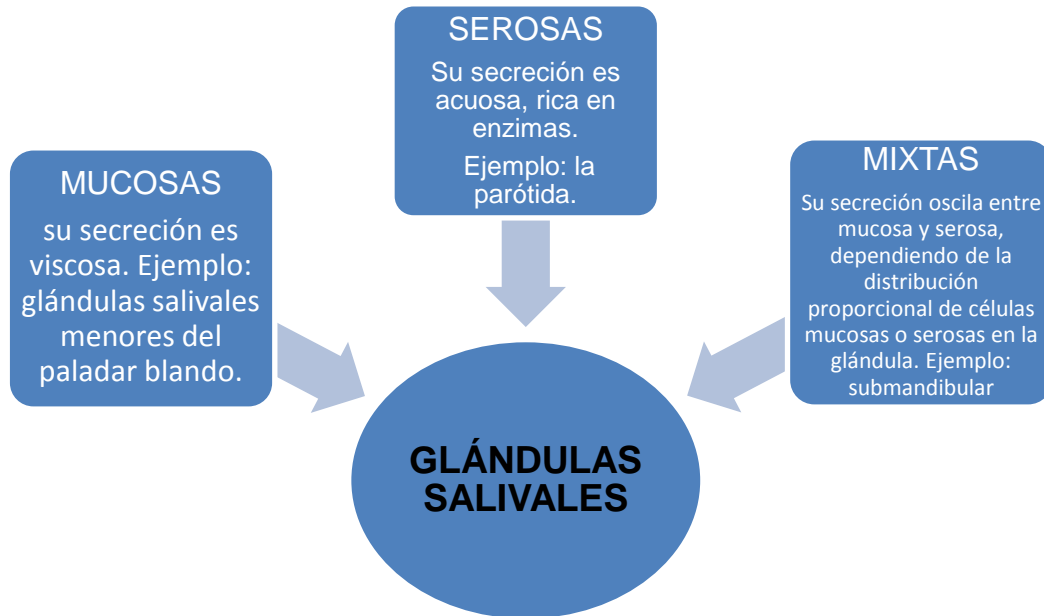 MUCOSAS
su secreción es
viscosa. Ejemplo:
glándulas salivales
menores del
paladar blando.
SEROSAS
Su secreción es
acuosa, rica en
enzimas.
Ejemplo: la
parótida.
MIXTAS
Su secreción oscila entre
mucosa y serosa,
dependiendo de la
distribución
proporcional de células
mucosas o serosas en la
glándula. Ejemplo:
submandibular
GLÁNDULAS
SALIVALES